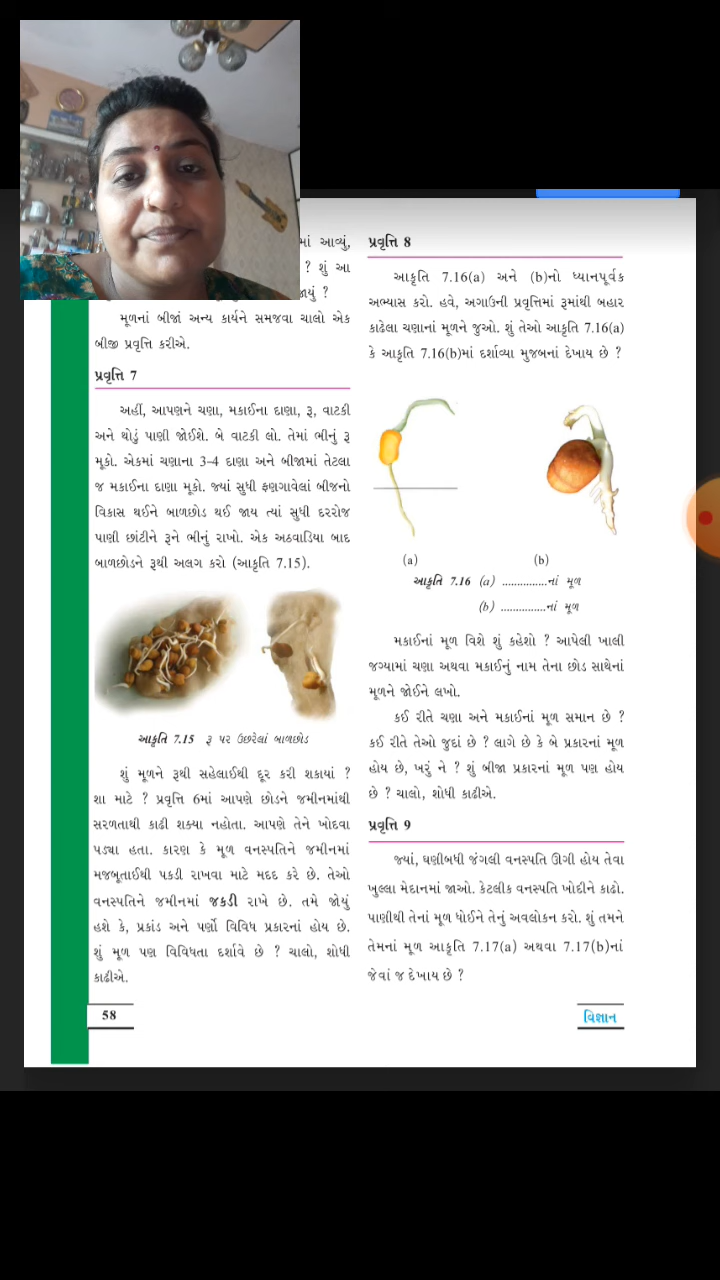 માં આવ્યું,
? શું આ
? 
મૂળનાં બીજાં અન્ય કાર્યને સમજવા ચાલો એક
બીજી પ્રવૃત્તિ કરીએ.
પ્રવૃત્તિ 7
અહીં, આપણને ચણા, મકાઈના દાણા, રૂ, વાટકી
અને થોડું પાણી જોઈશે. બે વાટકી લો. તેમાં ભીનું રૂ
મૂકો. એકમાં ચણાના 3-4 દાણા અને બીજામાં તેટલા
જ મકાઈના દાણા મૂકો. જ્યાં સુધી ફણગાવેલાં બીજનો
વિકાસ થઈને બાળછોડ થઈ જાય ત્યાં સુધી દરરોજ
પાણી છાંટીને રૂને ભીનું રાખો. એક અઠવાડિયા બાદ
બાળછોડને રૂથી અલગ કરો (આકૃતિ 7.15).
આકૃતિ 7.15 રૂ પર ઉછરેલાં બાળછોડ
શું મૂળને રૂથી સહેલાઈથી દૂર કરી શકાયાં ?
શા માટે ? પ્રવૃત્તિ 6માં આપણે છોડને જમીનમાંથી
સરળતાથી કાઢી શક્યા નહોતા. આપણે તેને ખોદવા
પડ્યા હતા. કારણ કે મૂળ વનસ્પતિને જમીનમાં
મજબૂતાઈથી પકડી રાખવા માટે મદદ કરે છે. તેઓ
વનસ્પતિને જમીનમાં જકડી રાખે છે. તમે જોયું
હશે કે, પ્રકાંડ અને પર્ણો વિવિધ પ્રકારનાં હોય છે.
શું મૂળ પણ વિવિધતા દર્શાવે છે ? ચાલો, શોધી
કાઢીએ.
58
પ્રવૃત્તિ 8
આકૃતિ 7.16(a) અને (b)નો ધ્યાનપૂર્વક
અભ્યાસ કરો. હવે, અગાઉની પ્રવૃત્તિમાં રૂમાંથી બહાર
કાઢેલા ચણાનાં મૂળને જુઓ. શું તેઓ આકૃતિ 7.16(a)
કે આકૃતિ 7.16(b)માં દર્શાવ્યા મુજબનાં દેખાય છે ?
(a) (b)
આકૃતિ 7.16 (a) ...............નાં મૂળ
(b) ...............નાં મૂળ
મકાઈનાં મૂળ વિશે શું કહેશો ? આપેલી ખાલી
જગ્યામાં ચણા અથવા મકાઈનું નામ તેના છોડ સાથેનાં
મૂળને જોઈને લખો.
કઈ રીતે ચણા અને મકાઈનાં મૂળ સમાન છે ?
કઈ રીતે તેઓ જુદાં છે ? લાગે છે કે બે પ્રકારનાં મૂળ
હોય છે, ખરું ને ? શું બીજા પ્રકારનાં મૂળ પણ હોય
છે ? ચાલો, શોધી કાઢીએ.
પ્રવૃત્તિ 9
જ્યાં, ઘણીબધી જંગલી વનસ્પતિ ઊગી હોય તેવા
ખુલ્લા મેદાનમાં જાઓ. કેટલીક વનસ્પતિ ખોદીને કાઢો.
પાણીથી તેનાં મૂળ ધોઈને તેનું અવલોકન કરો. શું તમને
તેમનાં મૂળ આકૃતિ 7.17(a) અથવા 7.17(b)નાં
જેવાં જ દેખાય છે ?
વિજ્ઞાન